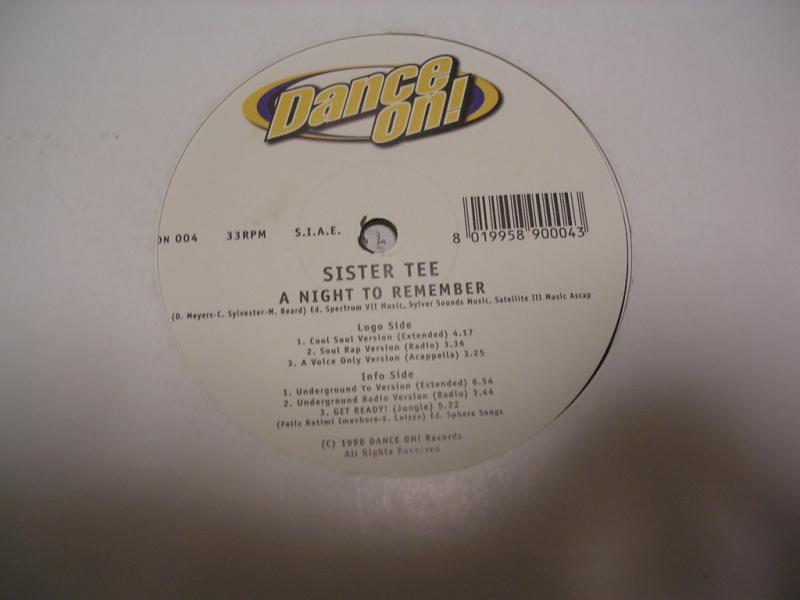 Dance
on!
ON 004 33RPM S.I.A.E.
8 019958 900043
SISTER TEE
A NIGHT TO REMEMBER
(D. Meyers-C. Sylvester-M. Beard) Ed. Spectrum VII Music, Sylver Sounds Music, Satellite III Music Ascap
Logo Side
1. Cool Soul Version (Extended) 4.17
2. Soul Rap Version (Radio) 3.36
3. A Voice Only Version (Acappella) 3.25
Info Side
1. Underground Yo Version (Extended) 6.54
2. Underground Radio Version (Radio) 3.44
3. GET READY! (Jungle) 5.22
(Felix Rotimi Imevbore-E. Loizzo) Ed. Sphera Songs
(C) 1998 DANCE ON! Records
All Rights Reserved